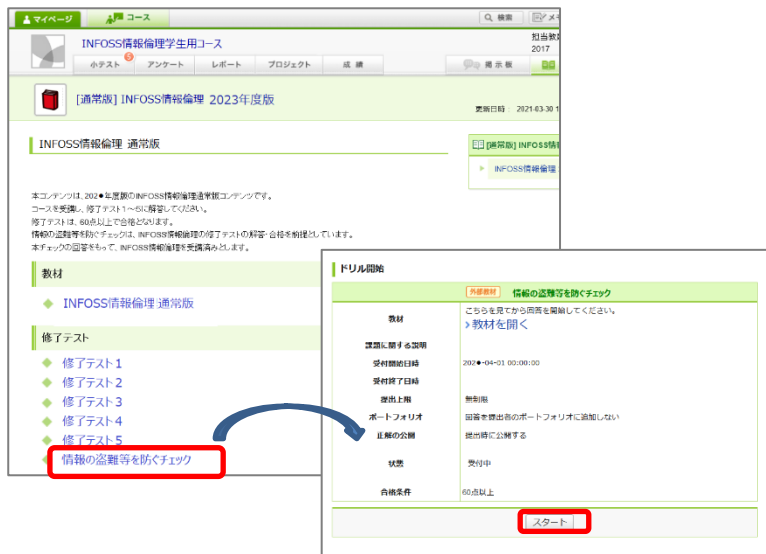 マイページ
コース
検索
INFOSS情報倫理学生用コース
担当教
2017
小テスト
5
アンケート
レポート
プロジェクト
成績
掲示板
[通常版] INFOSS情報倫理 2023年度版
更新日時： 2021-03-30 1
INFOSS情報倫理 通常版
[通常版] INFOSS情
INFOSS情報倫理
本コンテンツは、202●年度版のINFOSS情報倫理通常版コンテンツです。
コースを受講し、修了テスト1～5に解答してください。
修了テストは、60点以上で合格となります。
情報の盗難等を防ぐチェックは、INFOSS情報倫理の修了テストの解答・合格を前提としています。
本チェックの回答をもって、INFOSS情報倫理を受講済みとします。
教材
INFOSS情報倫理 通常版
修了テスト
修了テスト1
修了テスト2
修了テスト3
修了テスト4
修了テスト5
情報の盗難等を防ぐチェック
ドリル開始
外部教材 情報の盗難等を防ぐチェック
教材
こちらを見てから回答を開始してください。
›教材を開く
課題に関する説明
受付開始日時 202●-04-01 00:00:00
受付終了日時
提出上限 無制限
ポートフォリオ 回答を提出者のポートフォリオに追加しない
正解の公開 提出時に公開する
状態 受付中
合格条件 60点以上
スタート